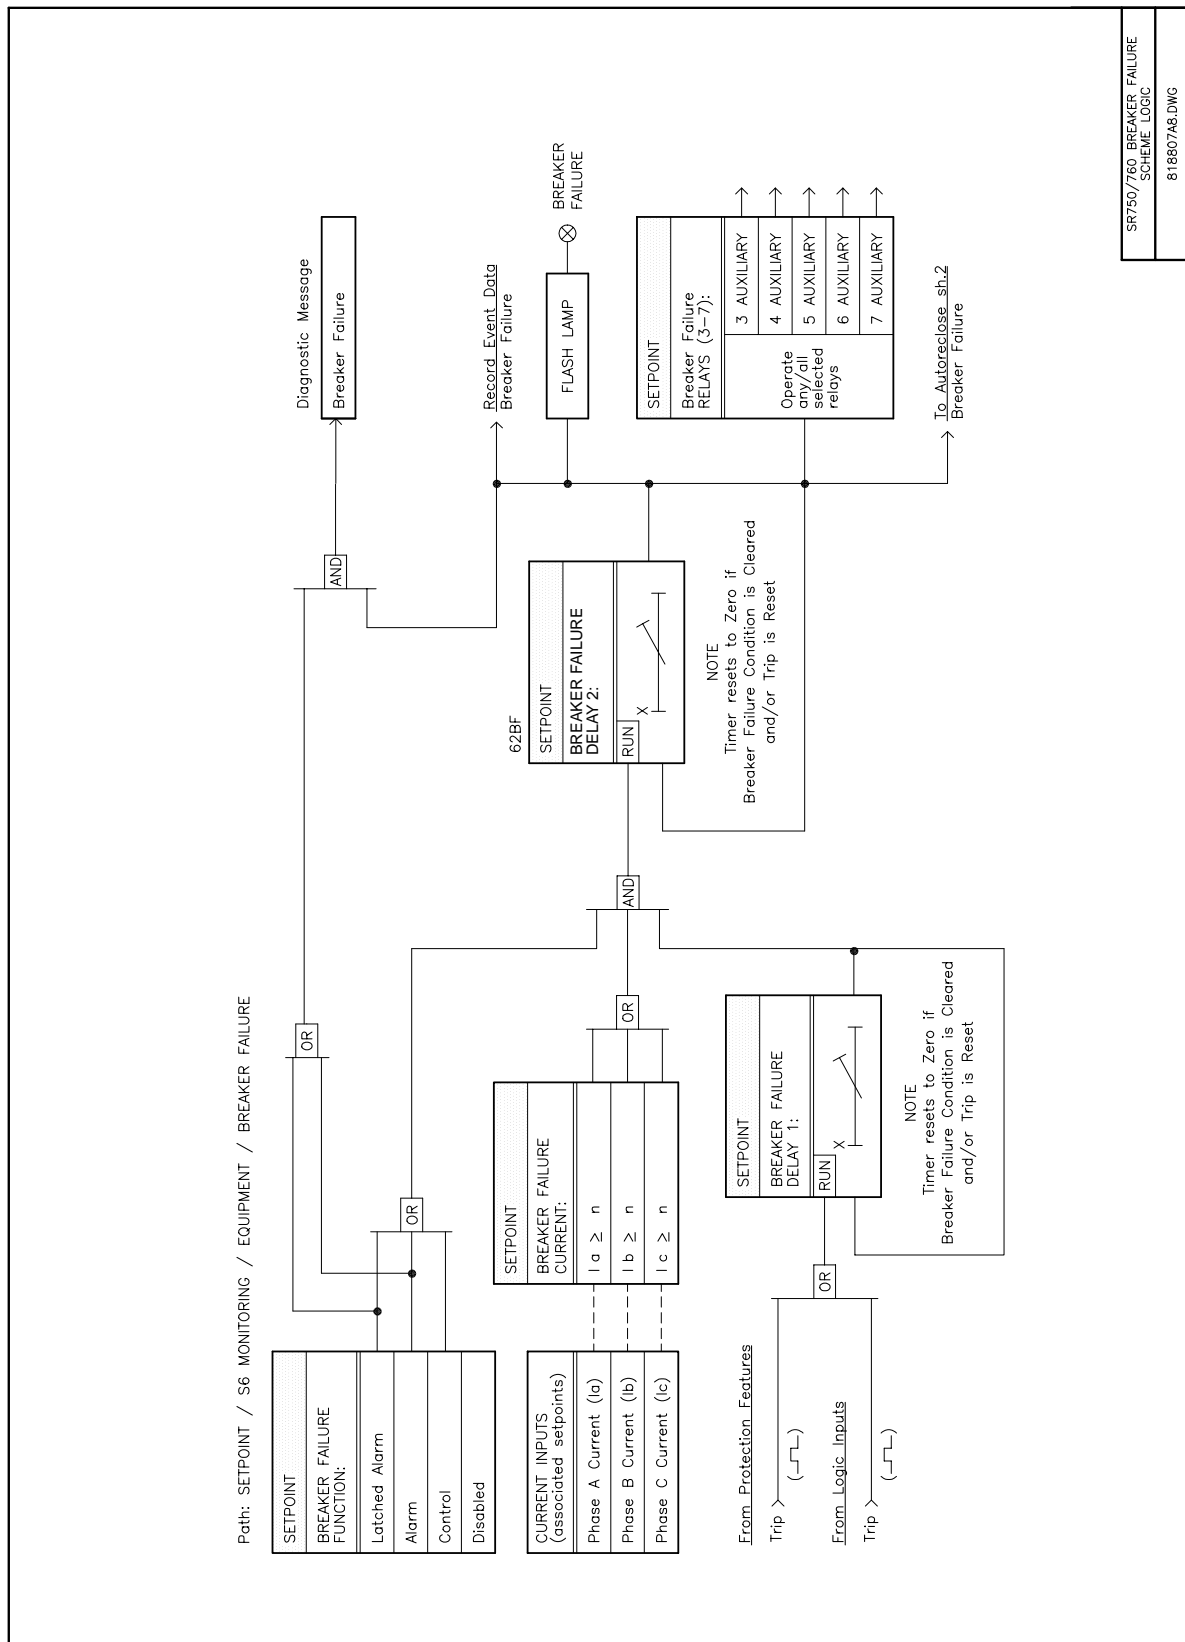 Path: SETPOINT / S6 MONITORING / EQUIPMENT / BREAKER FAILURE
SETPOINT
BREAKER FAILURE
FUNCTION:
Latched Alarm
Alarm
Control
Disabled
OR
OR
AND
Diagnostic Message
Breaker Failure
CURRENT INPUTS
(associated setpoints)
Phase A Current (Ia)
Phase B Current (Ib)
Phase C Current (Ic)
SETPOINT
BREAKER FAILURE
CURRENT:
I a ≥ n
I b ≥ n
I c ≥ n
OR
AND
62BF
SETPOINT
BREAKER FAILURE
DELAY 2:
RUN
X
NOTE
Timer resets to Zero if
Breaker Failure Condition is Cleared
and/or Trip is Reset
Record Event Data
Breaker Failure
FLASH LAMP
BREAKER
FAILURE
SETPOINT
Breaker Failure
RELAYS (3-7):
Operate
any/all
selected
relays
3 AUXILIARY
4 AUXILIARY
5 AUXILIARY
6 AUXILIARY
7 AUXILIARY
To Autoreclose sh.2
Breaker Failure
From Protection Features
Trip
From Logic Inputs
Trip
OR
SETPOINT
BREAKER FAILURE
DELAY 1:
RUN
X
NOTE
Timer resets to Zero if
Breaker Failure Condition is Cleared
and/or Trip is Reset
SR750/760 BREAKER FAILURE
SCHEME LOGIC
818807A8.DWG